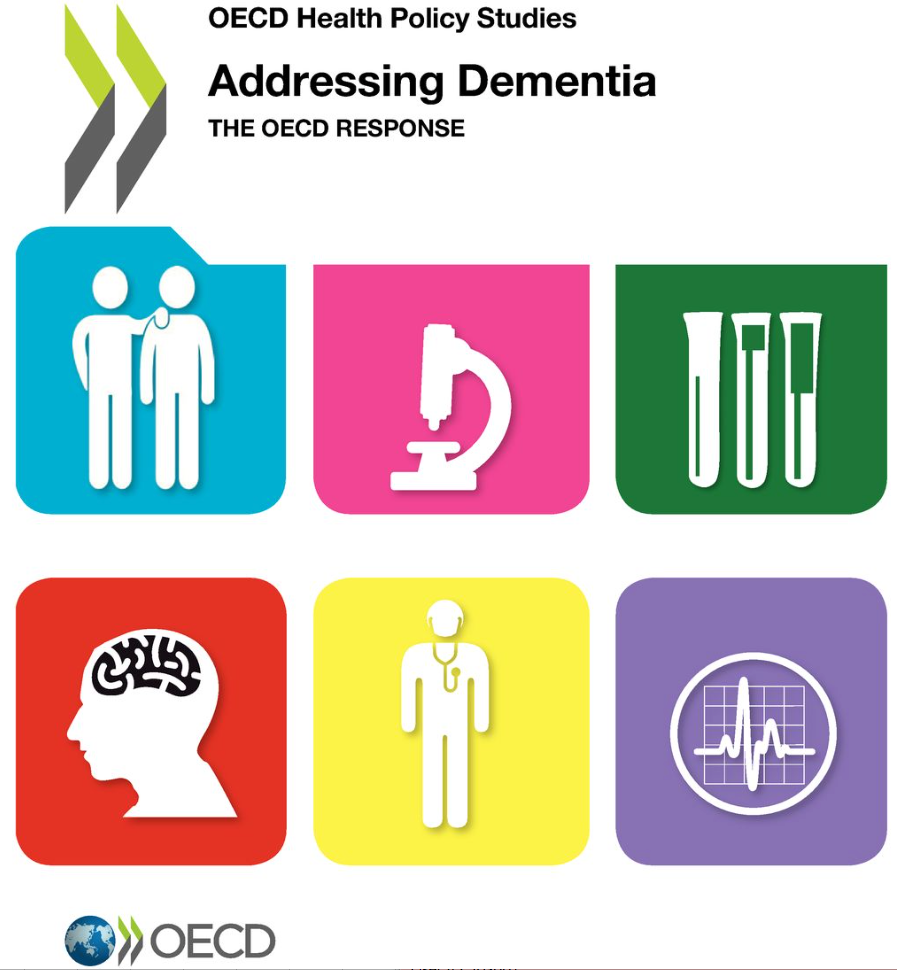 OECD Health Policy Studies
Addressing Dementia
THE OECD RESPONSE
OECD